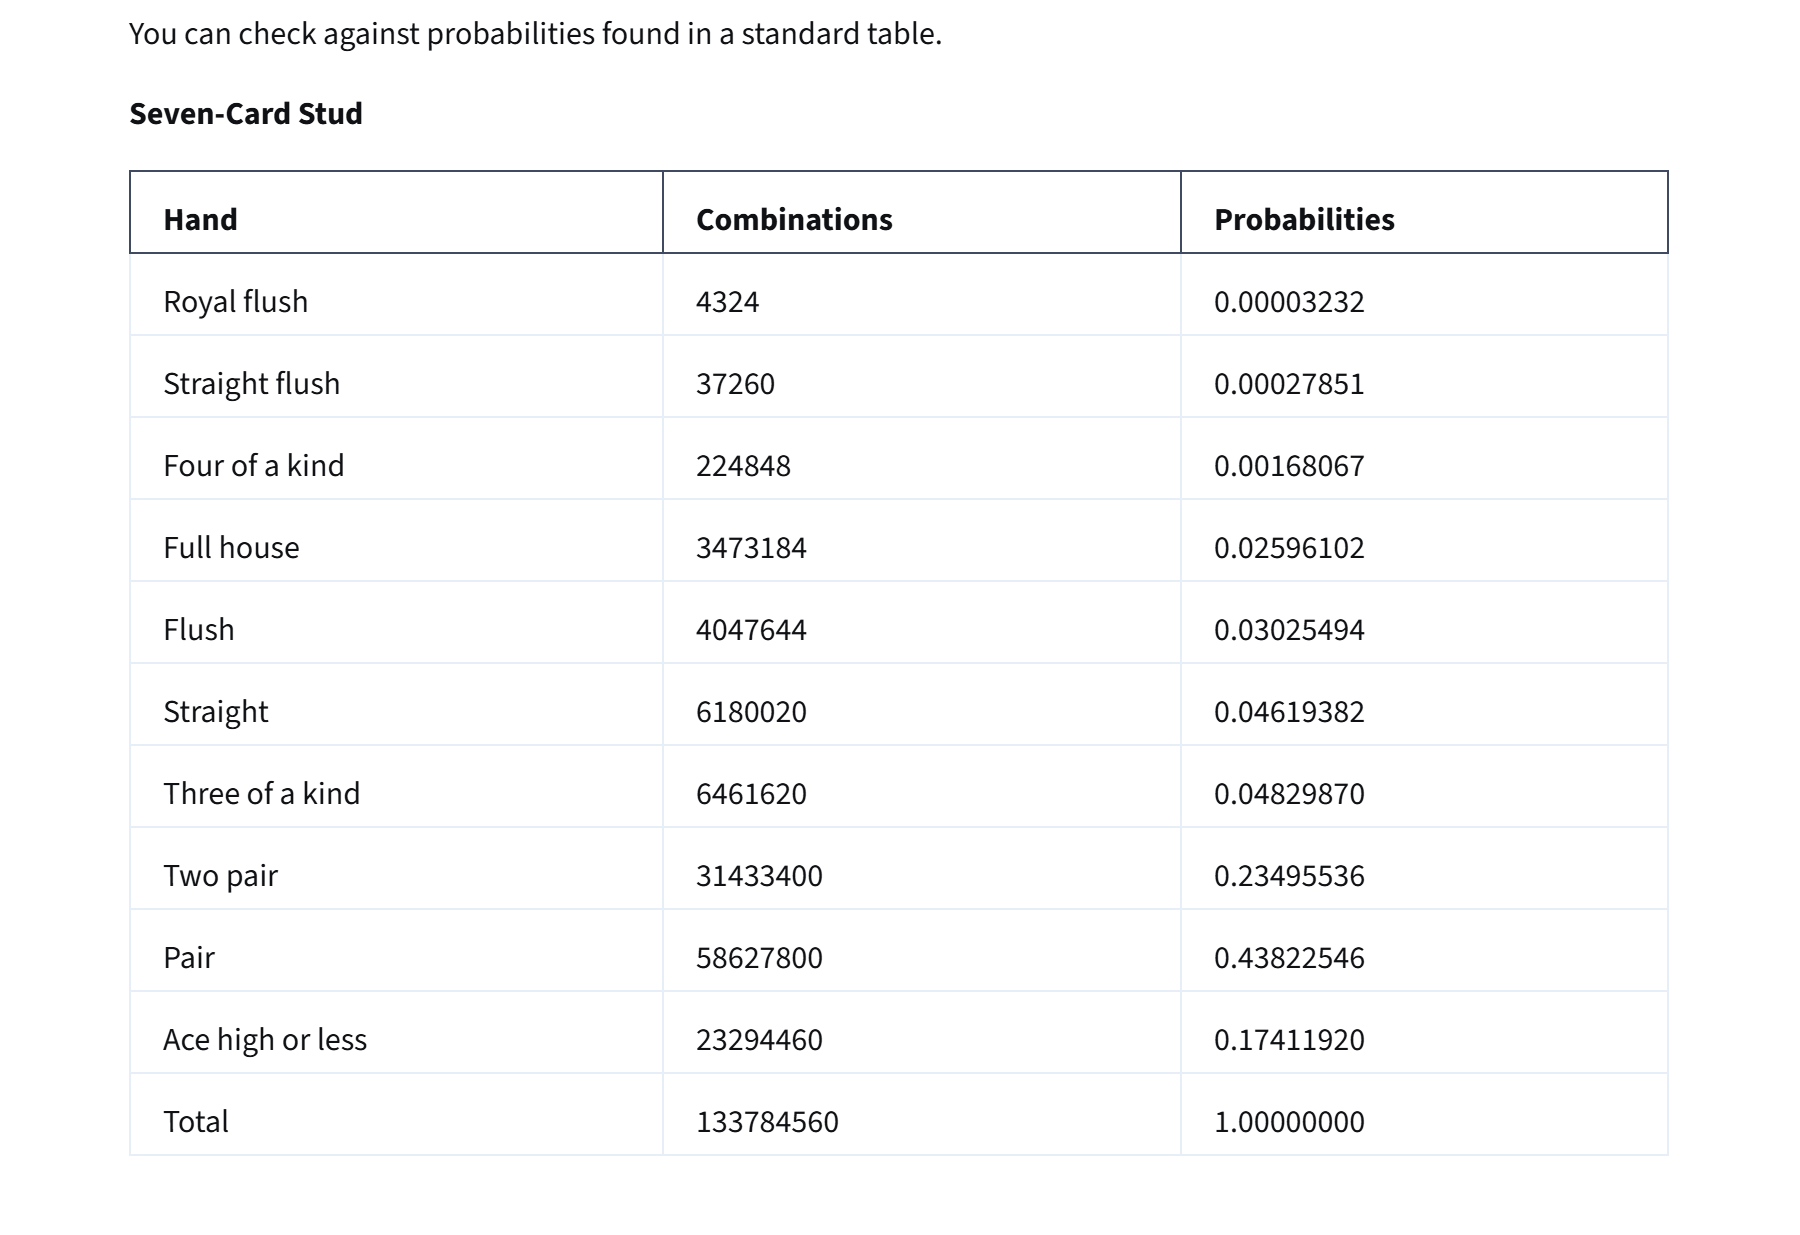 You can check against probabilities found in a standard table.
Seven-Card Stud
Hand Combinations Probabilities
Royal flush 4324 0.00003232
Straight flush 37260 0.00027851
Four of a kind 224848 0.00168067
Full house 3473184 0.02596102
Flush 4047644 0.03025494
Straight 6180020 0.04619382
Three of a kind 6461620 0.04829870
Two pair 31433400 0.23495536
Pair 58627800 0.43822546
Ace high or less 23294460 0.17411920
Total 133784560 1.00000000